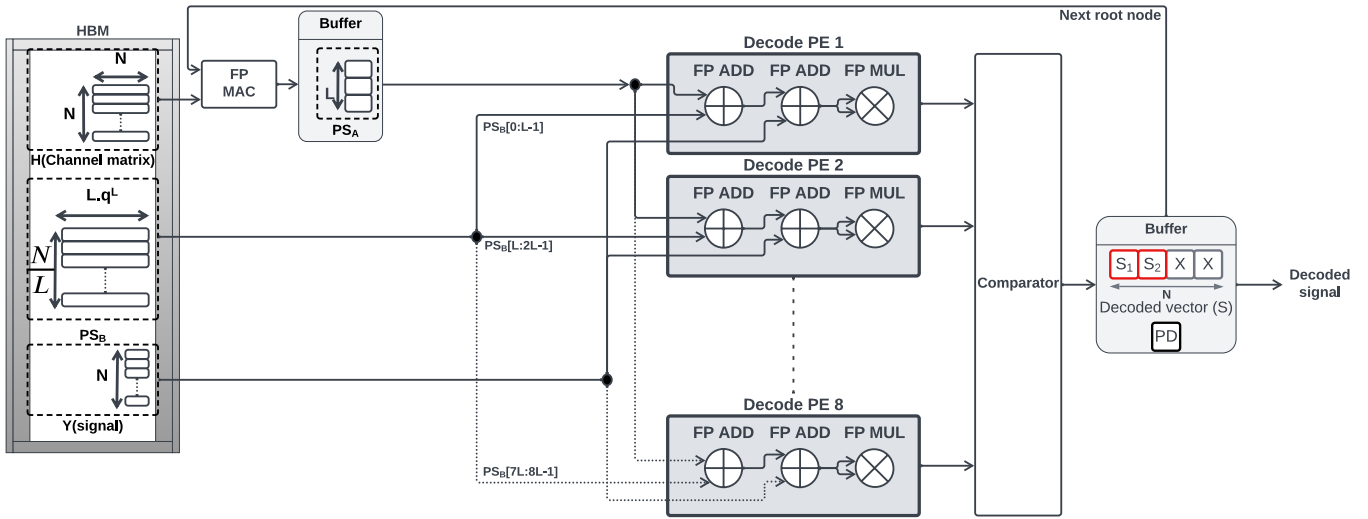 Next root node
HBM
N
N
H(Channel matrix)
L.q^L
N
L
PS_B
N
Y(signal)
FP
MAC
Buffer
L
PS_A
PS_B[0:L-1]
PS_B[L:2L-1]
PS_B[7L:8L-1]
Decode PE 1
FP ADD FP ADD FP MUL
Decode PE 2
FP ADD FP ADD FP MUL
Decode PE 8
FP ADD FP ADD FP MUL
Comparator
Buffer
S_1 S_2 X X
N
Decoded vector (S)
PD
Decoded
signal